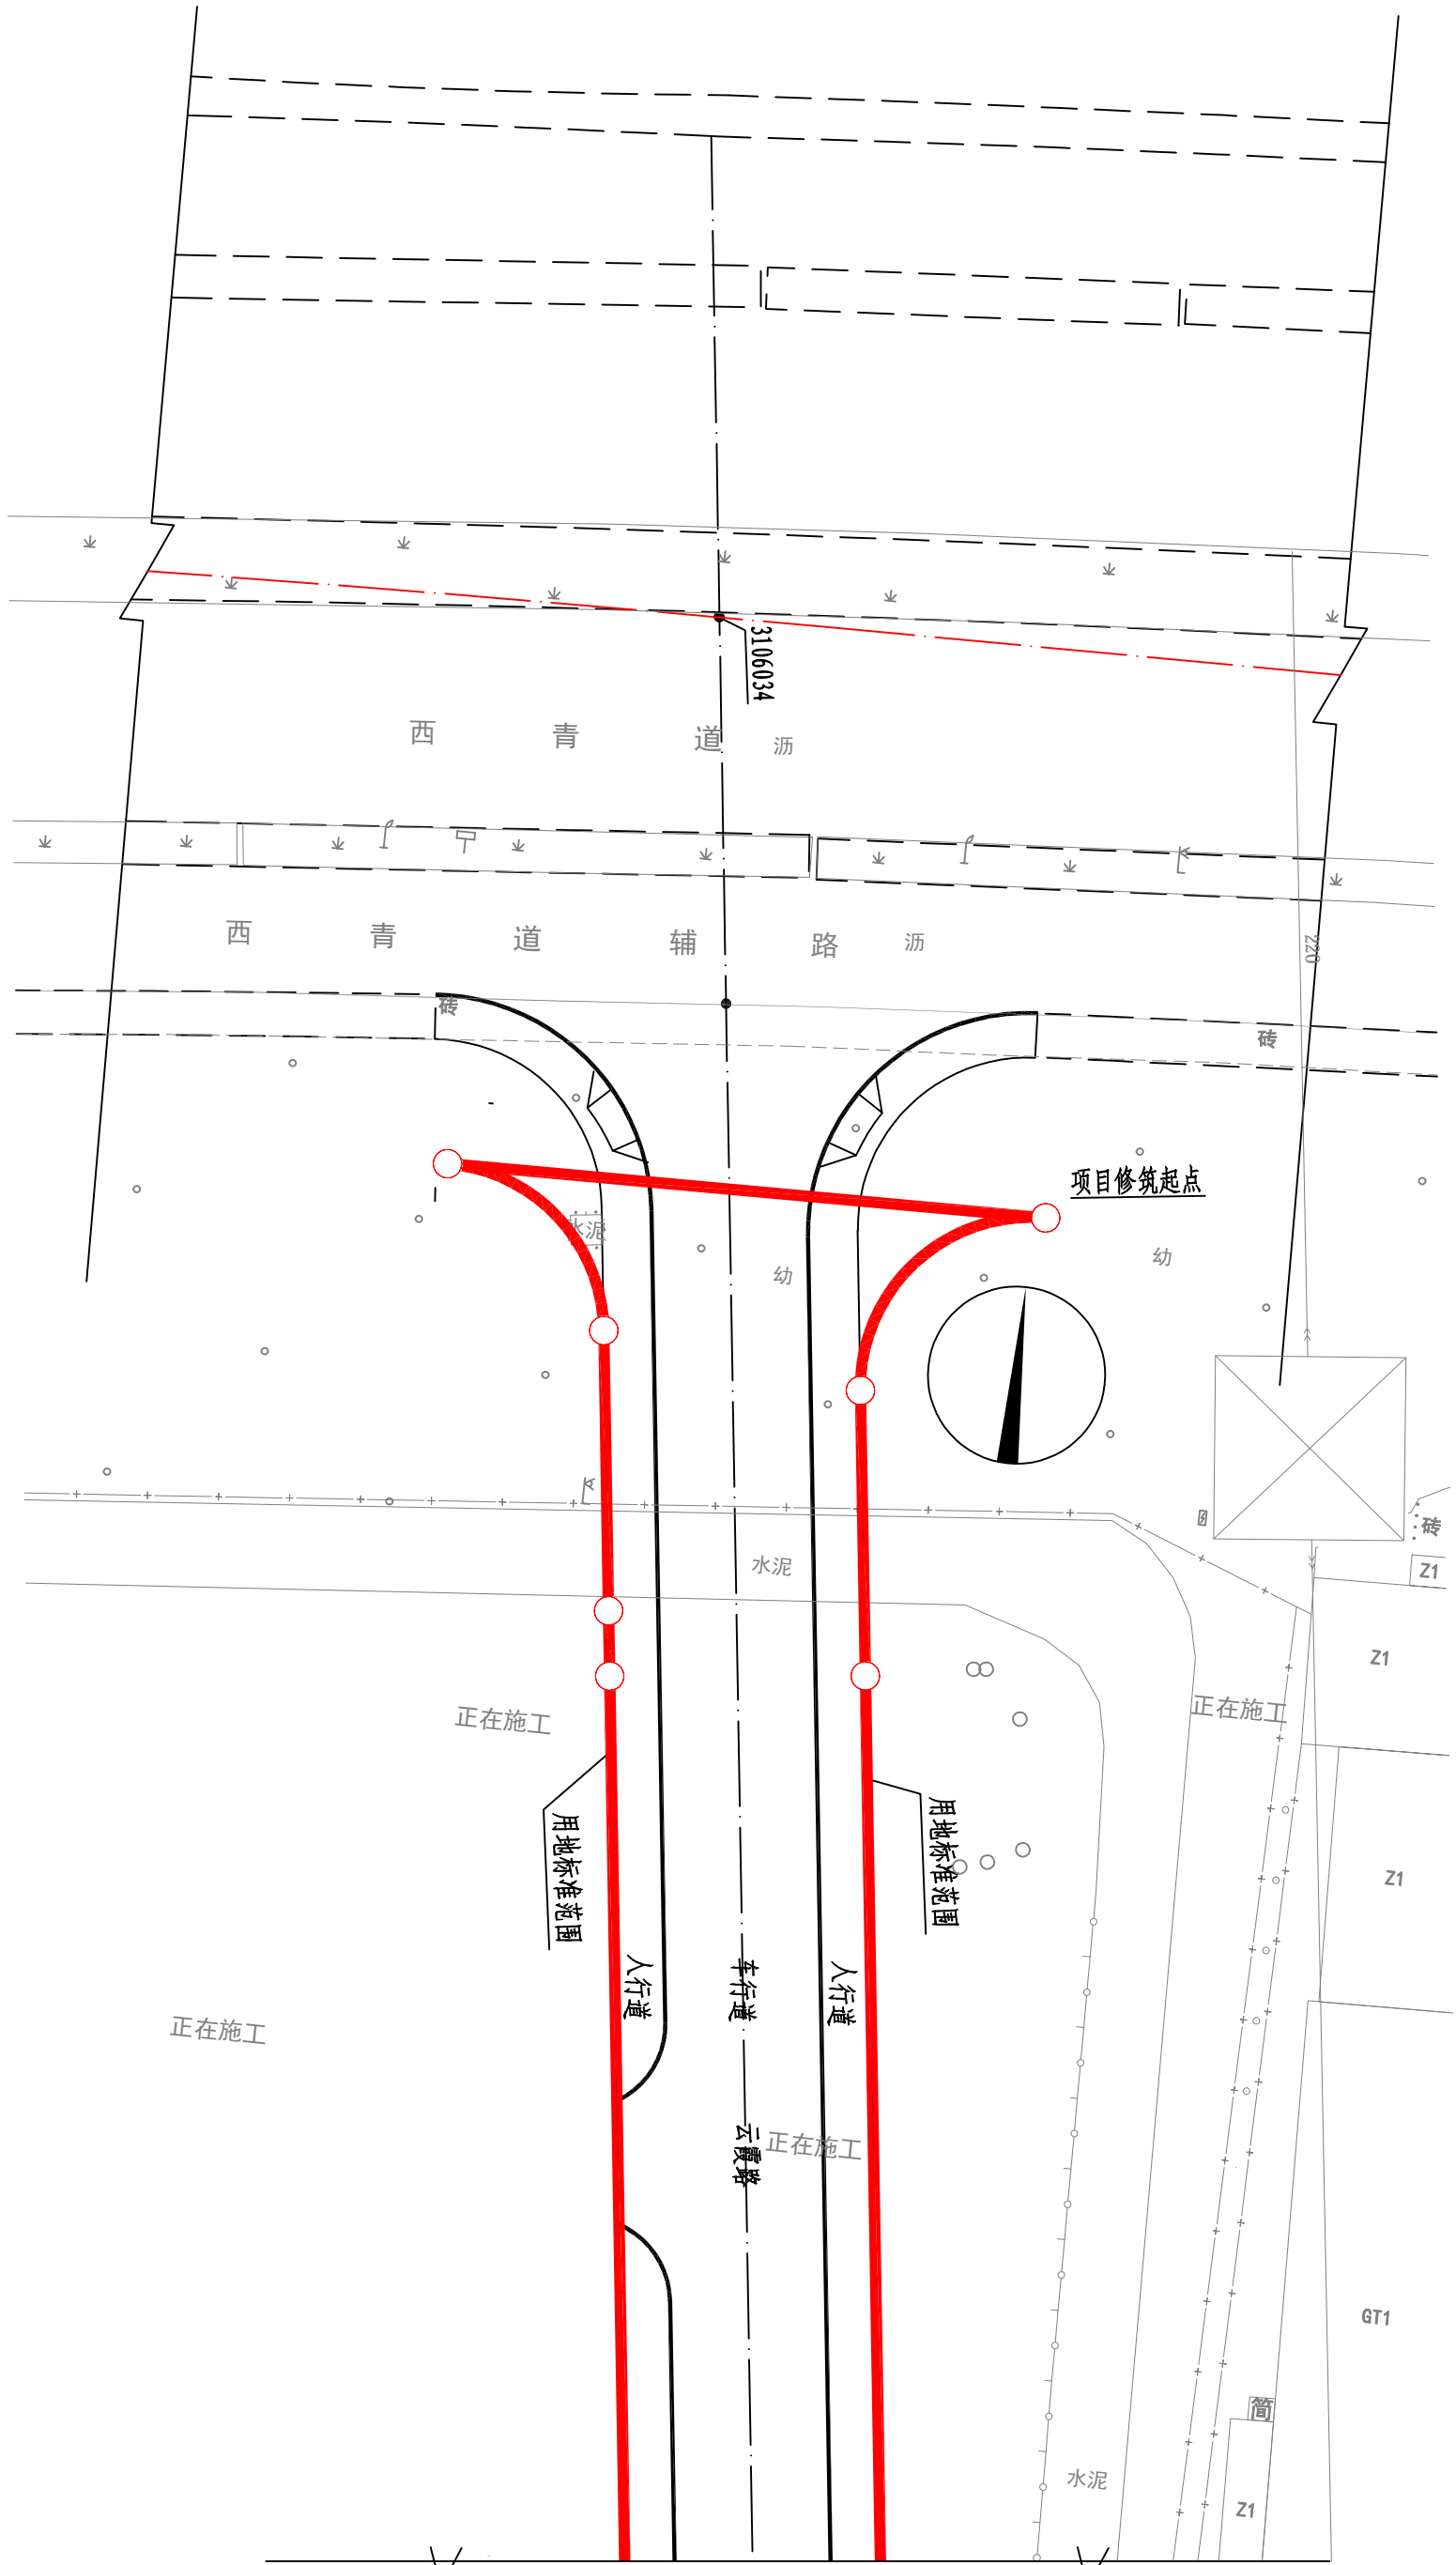 3106034
西青道 沥
西青道辅路 沥
220
砖
砖
项目修筑起点
水泥
幼
幼
水泥
砖
Z1
Z1
正在施工
正在施工
用地标准范围
用地标准范围
Z1
人行道
车行道
人行道
正在施工
云霞路
正在施工
GT1
简
水泥
Z1